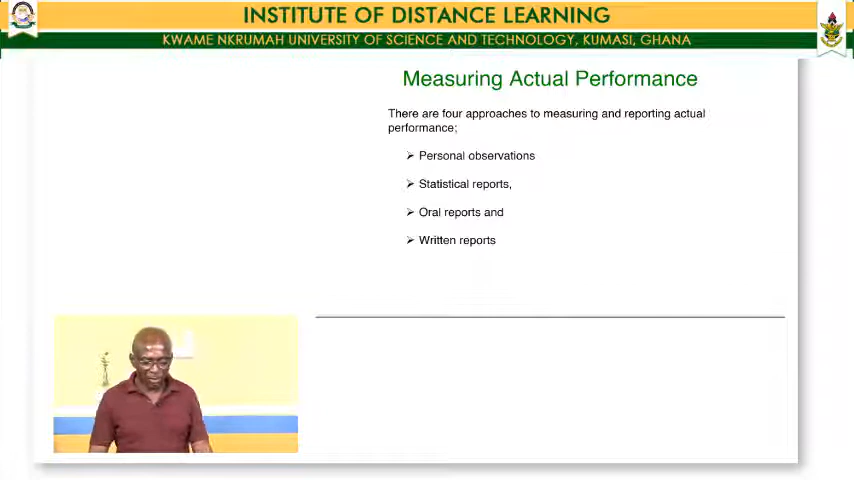 INSTITUTE OF DISTANCE LEARNING
KWAME NKRUMAH UNIVERSITY OF SCIENCE AND TECHNOLOGY, KUMASI, GHANA
Measuring Actual Performance
There are four approaches to measuring and reporting actual
performance;
➢ Personal observations
➢ Statistical reports,
➢ Oral reports and
➢ Written reports